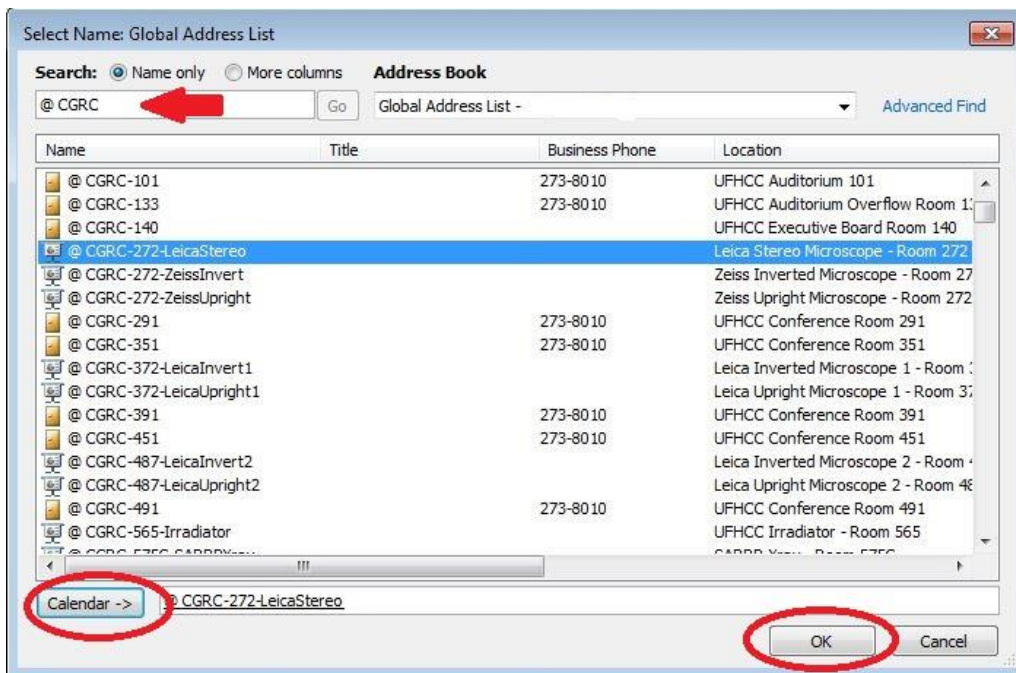 Select Name: Global Address List
Search: Name only More columns Address Book
@ CGRC Go Global Address List - Advanced Find
Name Title Business Phone Location
@ CGRC-101 273-8010 UFHCC Auditorium 101
@ CGRC-133 273-8010 UFHCC Auditorium Overflow Room
@ CGRC-140 UFHCC Executive Board Room 140
@ CGRC-272-LeicaStereo Leica Stereo Microscope - Room 272
@ CGRC-272-ZeissInvert Zeiss Inverted Microscope - Room 27
@ CGRC-272-ZeissUpright Zeiss Upright Microscope - Room 272
@ CGRC-291 273-8010 UFHCC Conference Room 291
@ CGRC-351 273-8010 UFHCC Conference Room 351
@ CGRC-372-LeicaInvert1 Leica Inverted Microscope 1 - Room
@ CGRC-372-LeicaUpright1 Leica Upright Microscope 1 - Room 37
@ CGRC-391 273-8010 UFHCC Conference Room 391
@ CGRC-451 273-8010 UFHCC Conference Room 451
@ CGRC-487-LeicaInvert2 Leica Inverted Microscope 2 - Room
@ CGRC-487-LeicaUpright2 Leica Upright Microscope 2 - Room 48
@ CGRC-491 273-8010 UFHCC Conference Room 491
@ CGRC-565-Irradiator UFHCC Irradiator - Room 565
Calendar -> @ CGRC-272-LeicaStereo
OK Cancel